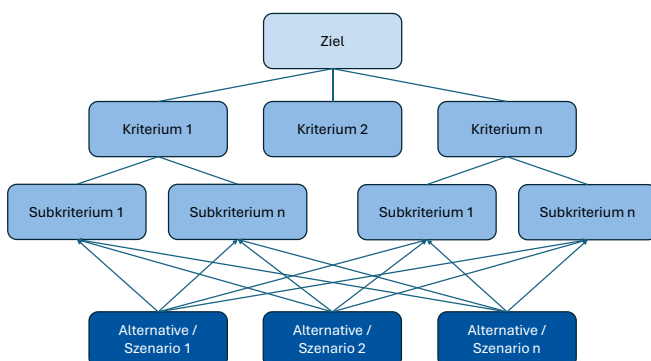 Ziel
Kriterium 1
Kriterium 2
Kriterium n
Subkriterium 1
Subkriterium n
Subkriterium 1
Subkriterium n
Alternative /
Szenario 1
Alternative /
Szenario 2
Alternative /
Szenario n